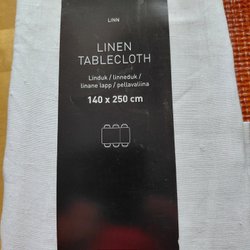 LINN
LINEN
TABLECLOTH
Linduk / linneduk /
linane lapp / pellavaliina
140 x 250 cm